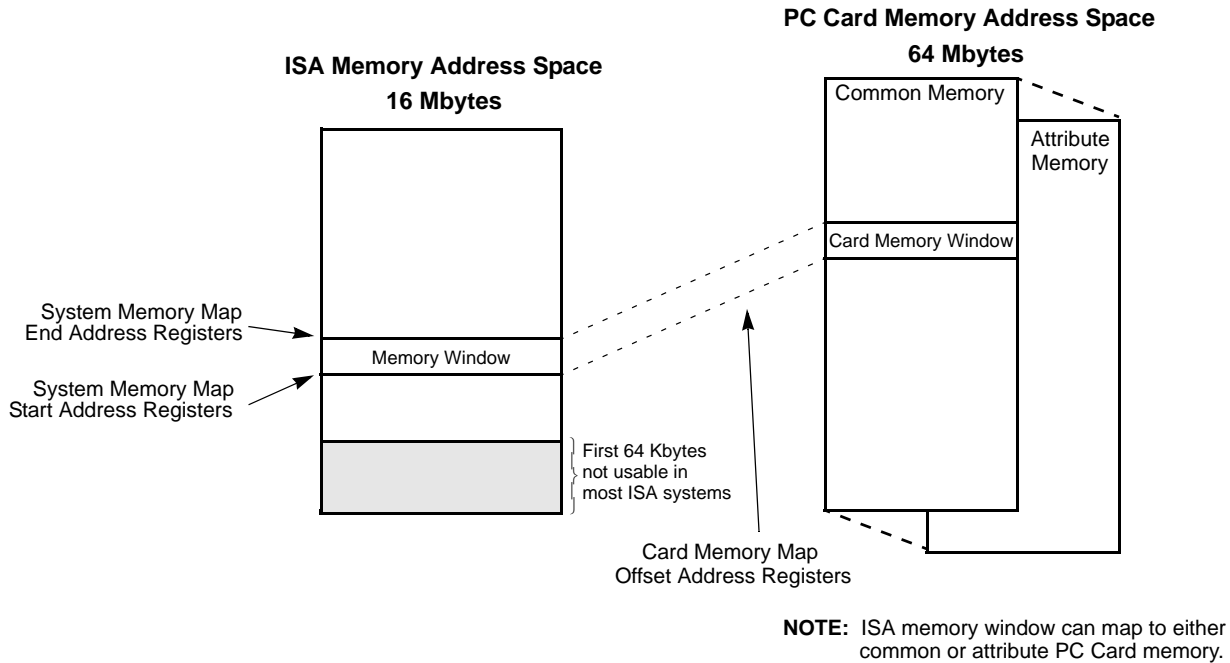 PC Card Memory Address Space
64 Mbytes
ISA Memory Address Space
16 Mbytes
Common Memory
Attribute
Memory
Card Memory Window
System Memory Map
End Address Registers
Memory Window
System Memory Map
Start Address Registers
First 64 Kbytes
not usable in
most ISA systems
Card Memory Map
Offset Address Registers
NOTE: ISA memory window can map to either
common or attribute PC Card memory.